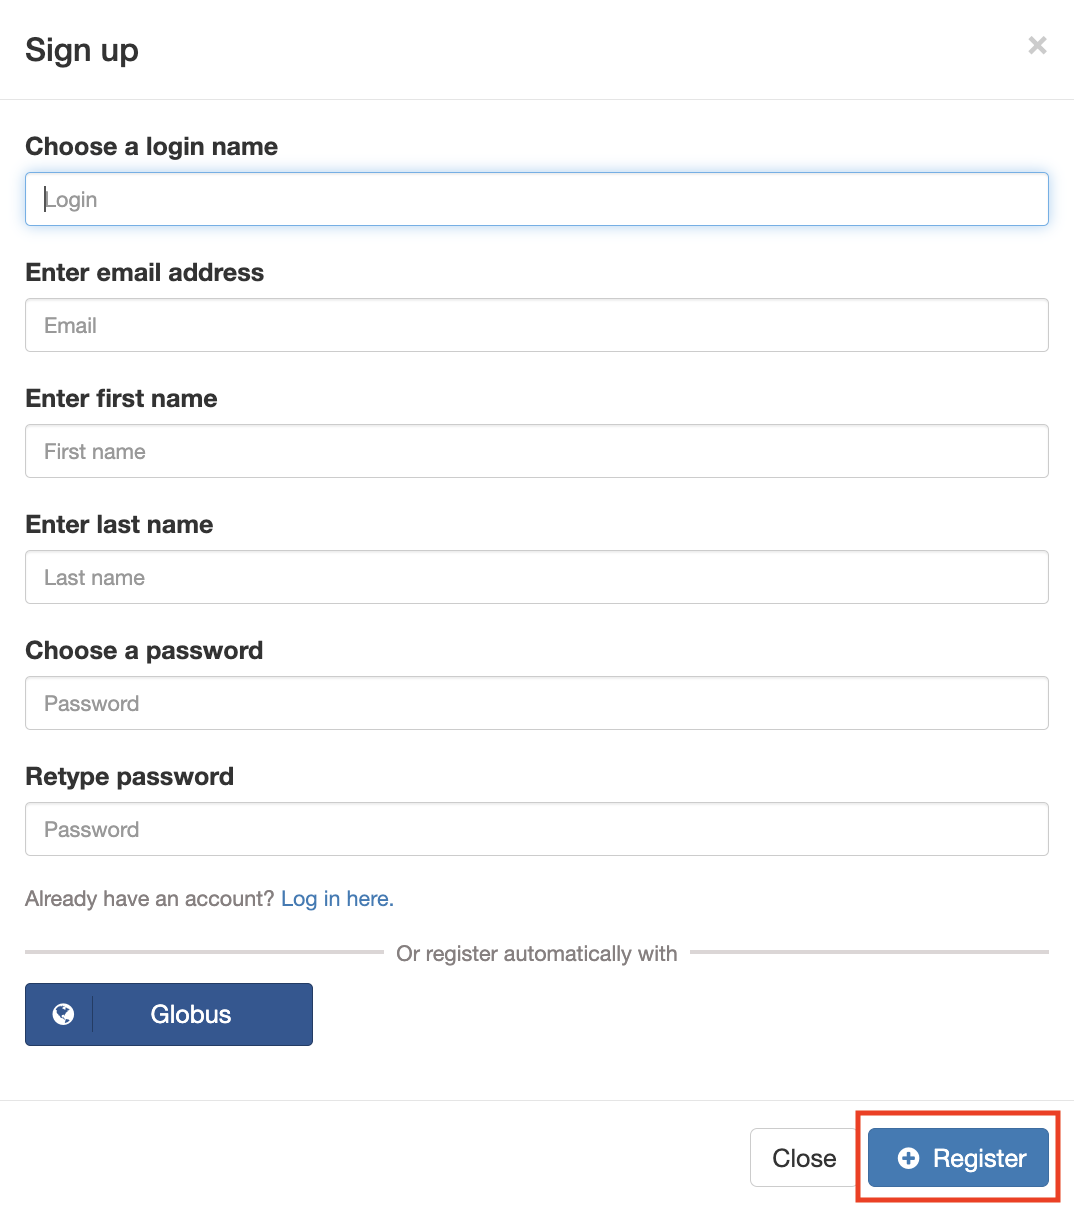 Sign up
×
Choose a login name
Login
Enter email address
Email
Enter first name
First name
Enter last name
Last name
Choose a password
Password
Retype password
Password
Already have an account? Log in here.
Or register automatically with
Globus
Close Register